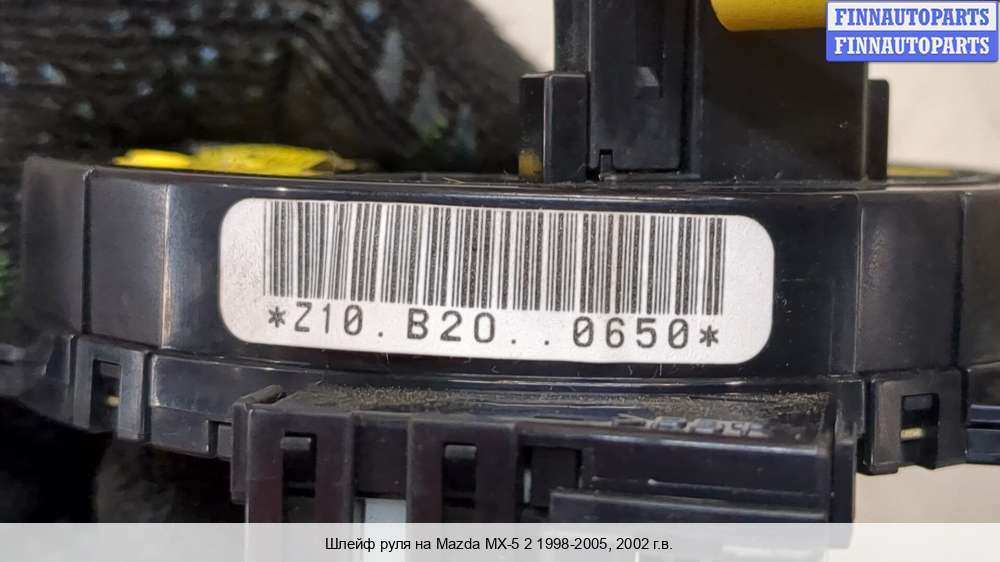 FINNAUTOPARTS
FINNAUTOPARTS
*Z10.B20..0650*
Шлейф руля на Mazda MX-5 2 1998-2005, 2002 г.в.